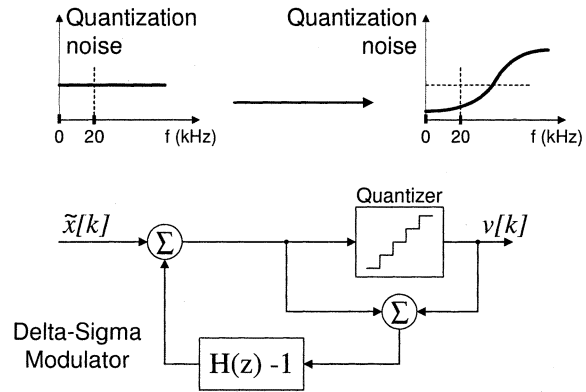 Quantization
noise
0 20 f (kHz)
Quantization
noise
0 20 f (kHz)
Quantizer
x̃[k]
Σ
v[k]
Σ
Delta-Sigma
Modulator
H(z) -1